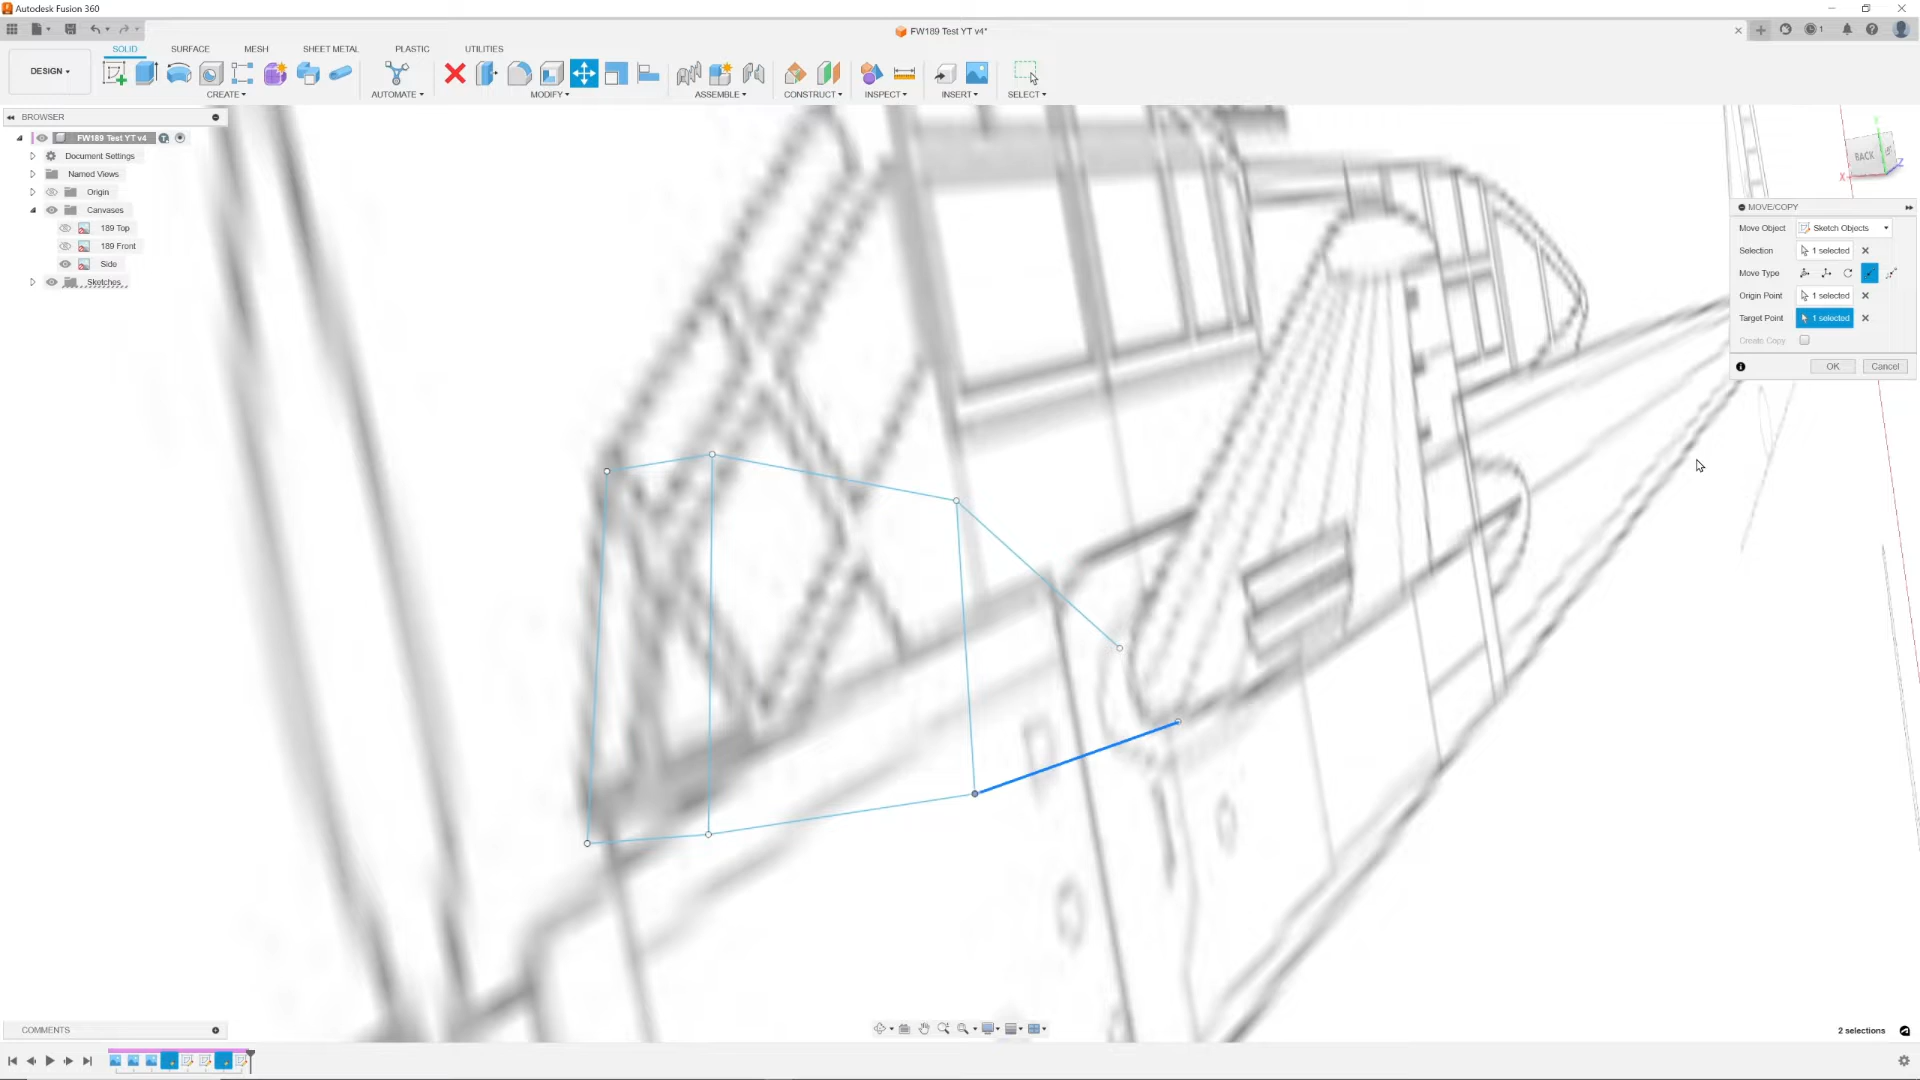 Autodesk Fusion 360
FW189 Test YT v4*
1
DESIGN
SOLID
SURFACE
MESH
SHEET METAL
PLASTIC
UTILITIES
CREATE
AUTOMATE
MODIFY
ASSEMBLE
CONSTRUCT
INSPECT
INSERT
SELECT
BROWSER
FW189 Test YT v4
Document Settings
Named Views
Origin
Canvases
189 Top
189 Front
Side
Sketches
Y
BACK
X
Z
MOVE/COPY
Move Object
Sketch Objects
Selection
1 selected
Move Type
Origin Point
1 selected
Target Point
1 selected
Create Copy
OK
Cancel
COMMENTS
2 selections